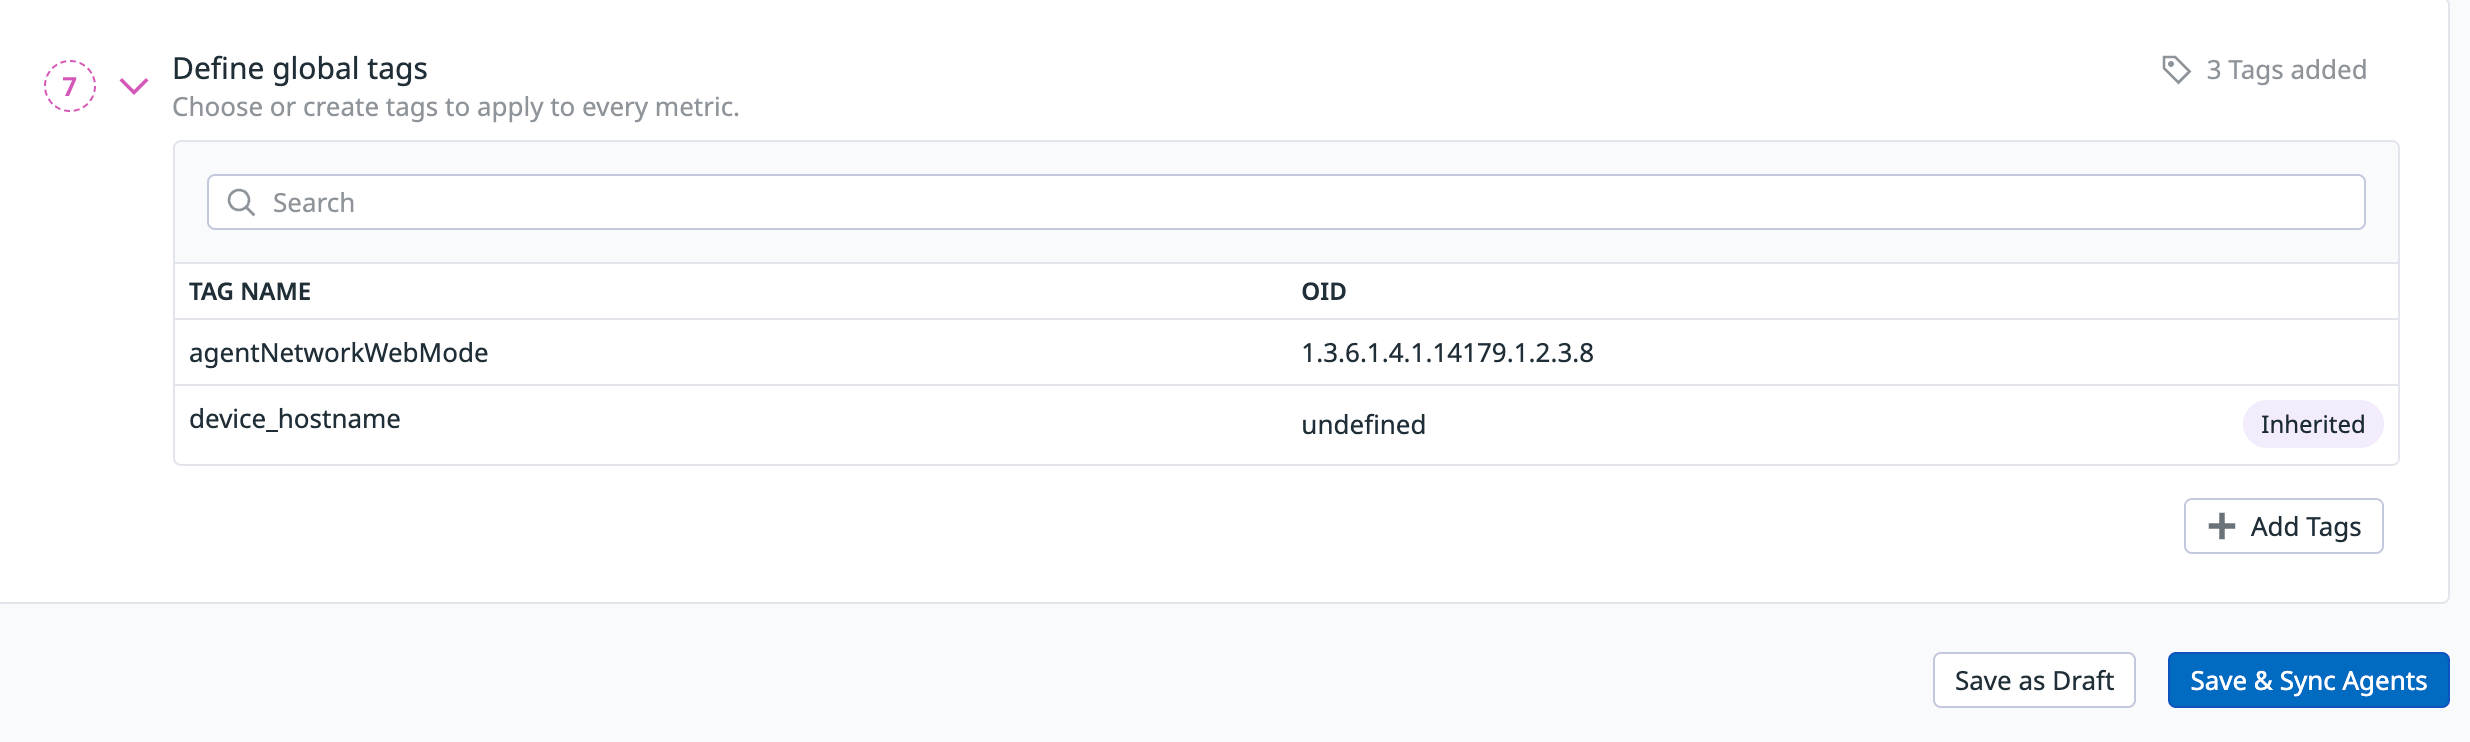 7
Define global tags
3 Tags added
Choose or create tags to apply to every metric.
Search
TAG NAME OID
agentNetworkWebMode 1.3.6.1.4.1.14179.1.2.3.8
device_hostname undefined Inherited
Add Tags
Save as Draft Save & Sync Agents